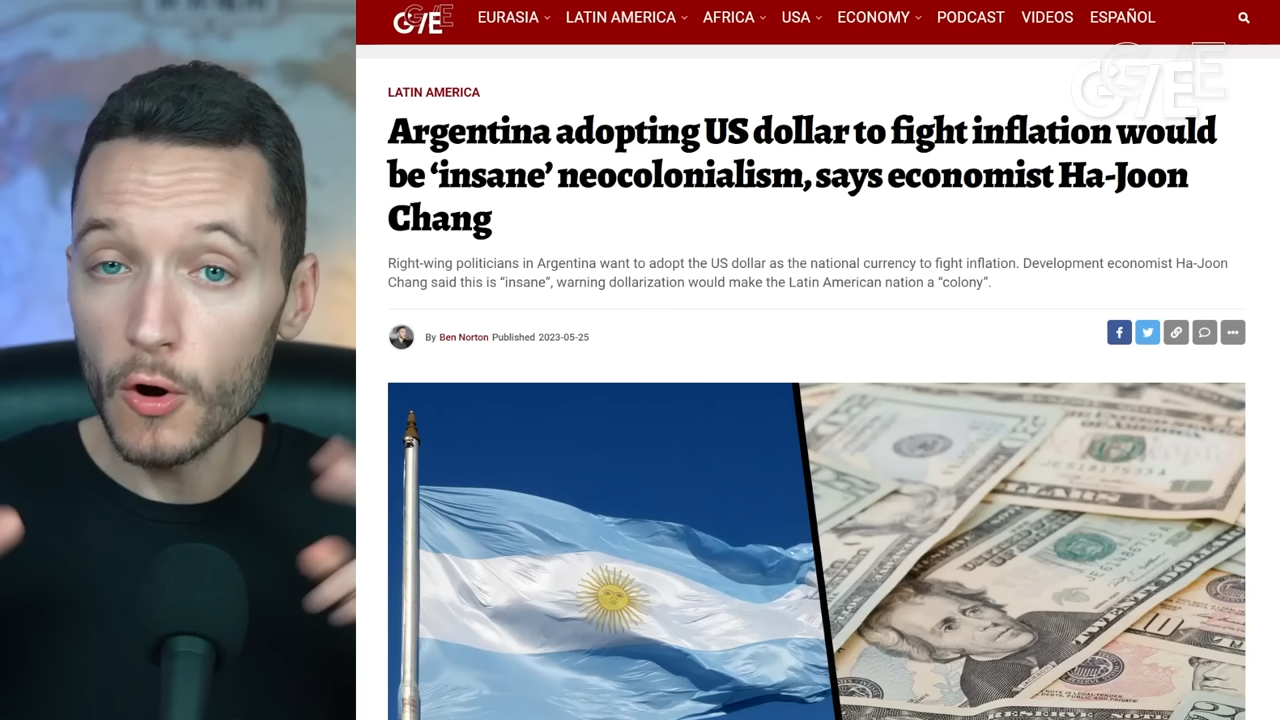 G/E
EURASIA
LATIN AMERICA
AFRICA
USA
ECONOMY
PODCAST
VIDEOS
ESPAÑOL
G/E
LATIN AMERICA
Argentina adopting US dollar to fight inflation would
be ‘insane’ neocolonialism, says economist Ha-Joon
Chang
Right-wing politicians in Argentina want to adopt the US dollar as the national currency to fight inflation. Development economist Ha-Joon
Chang said this is “insane”, warning dollarization would make the Latin American nation a “colony”.
By Ben Norton Published 2023-05-25